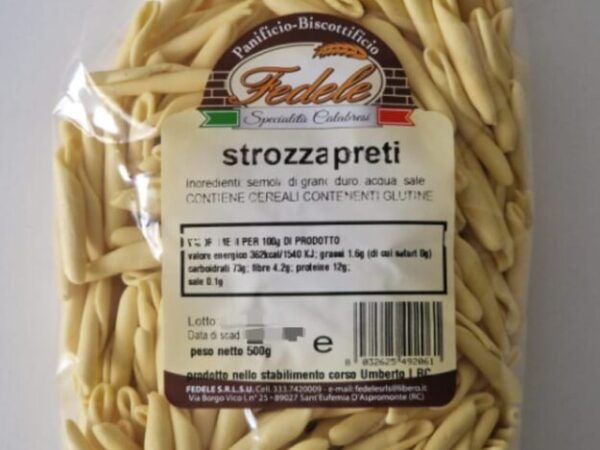 Panificio-Biscottificio
Fedele
Specialità Calabresi
strozzapreti
Ingredienti: semola di grano duro, acqua, sale
CONTIENE CEREALI CONTENENTI GLUTINE
PER 100g DI PRODOTTO
valore energico 362kcal/1540 KJ; grassi 1.6g (di cui saturi 0g)
carboidrati 73g; fibre 4.2g; proteine 12g;
sale 0.1g
Lotto
Data di scad
peso netto 500g
e
8 032625 492061
prodotto nello stabilimento corso Umberto I RC
FEDELE S.R.L.S.U. Cell. 333.7420009 - e-mail: fedelesrls@libero.it
Via Borgo Vico I, n° 25 • 89027 Sant'Eufemia D'Aspromonte (RC)